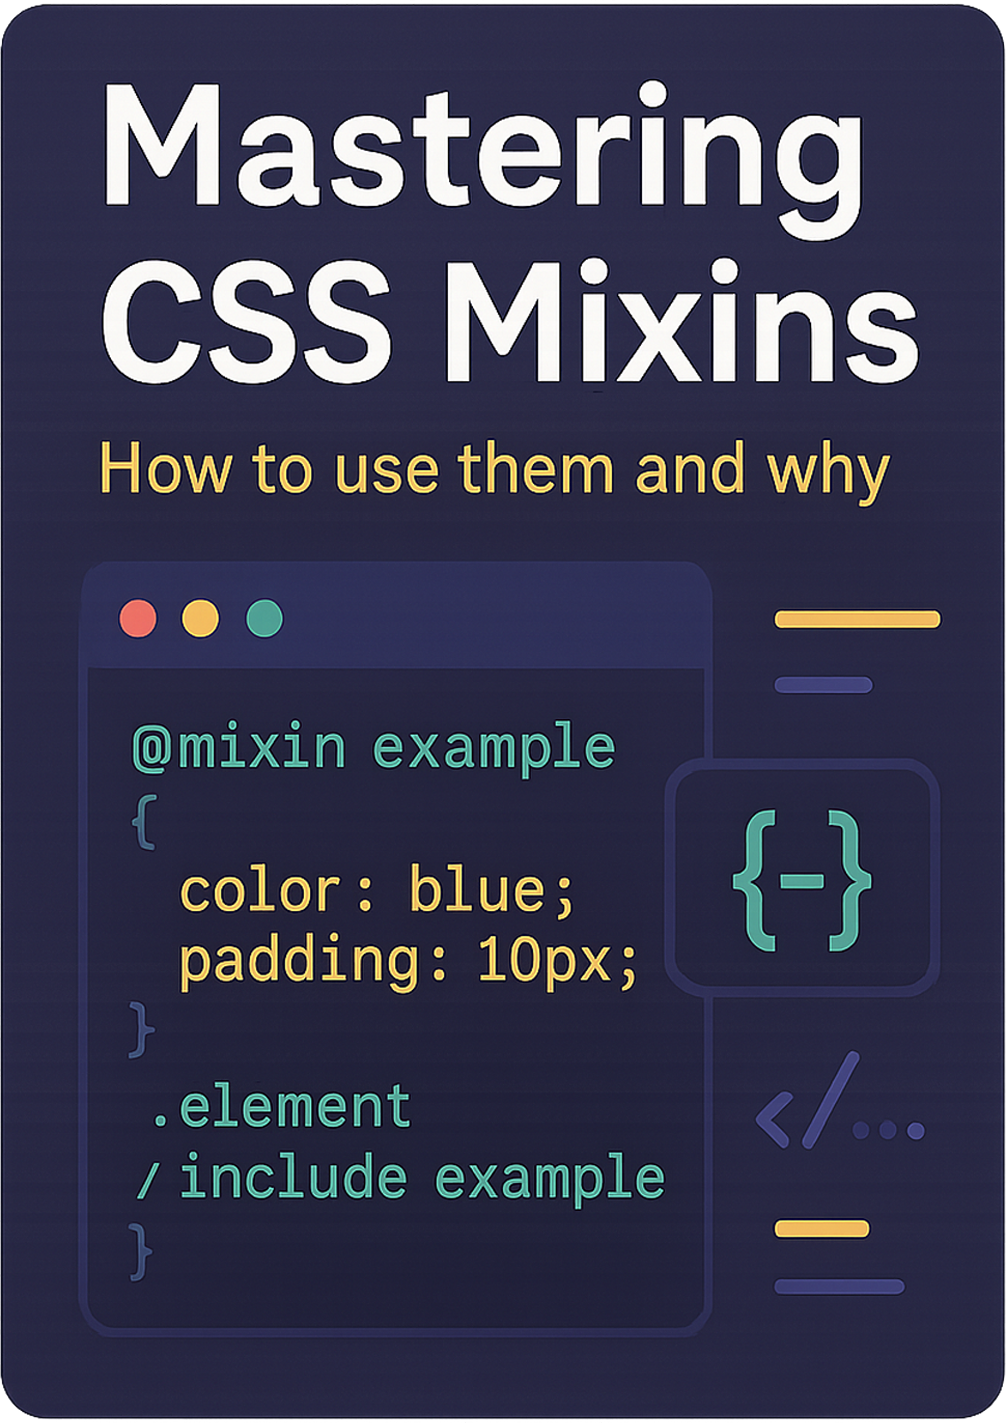 Mastering
CSS Mixins
How to use them and why
@mixin example
{
color: blue;
padding: 10px;
}
.element
/ include example
}
{-}
</...